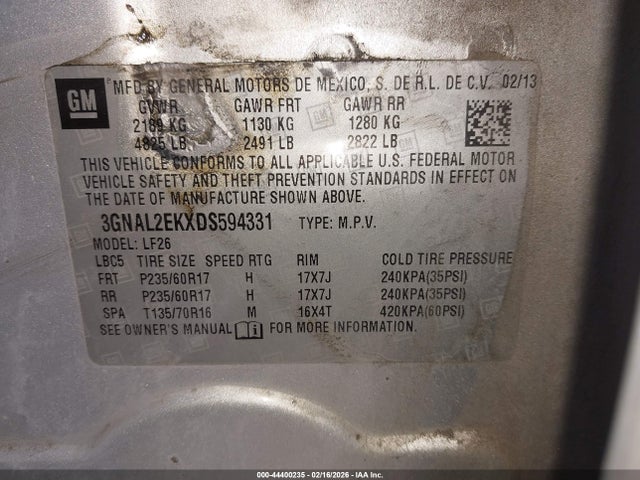 GM
MFD BY GENERAL MOTORS DE MEXICO, S. DE R.L. DE C.V. 02/13
GVWR GAWR FRT GAWR RR
2189 KG 1130 KG 1280 KG
4825 LB 2491 LB 2822 LB
THIS VEHICLE CONFORMS TO ALL APPLICABLE U.S. FEDERAL MOTOR
VEHICLE SAFETY AND THEFT PREVENTION STANDARDS IN EFFECT ON
THE DATE OF MANUFACTURE SHOWN ABOVE.
3GNAL2EKXDS594331 TYPE: M.P.V.
MODEL: LF26
LBC5 TIRE SIZE SPEED RTG RIM COLD TIRE PRESSURE
FRT P235/60R17 H 17X7J 240KPA(35PSI)
RR P235/60R17 H 17X7J 240KPA(35PSI)
SPA T135/70R16 M 16X4T 420KPA(60PSI)
SEE OWNER'S MANUAL FOR MORE INFORMATION.
000-44400235 - 02/16/2026 - IAA Inc.